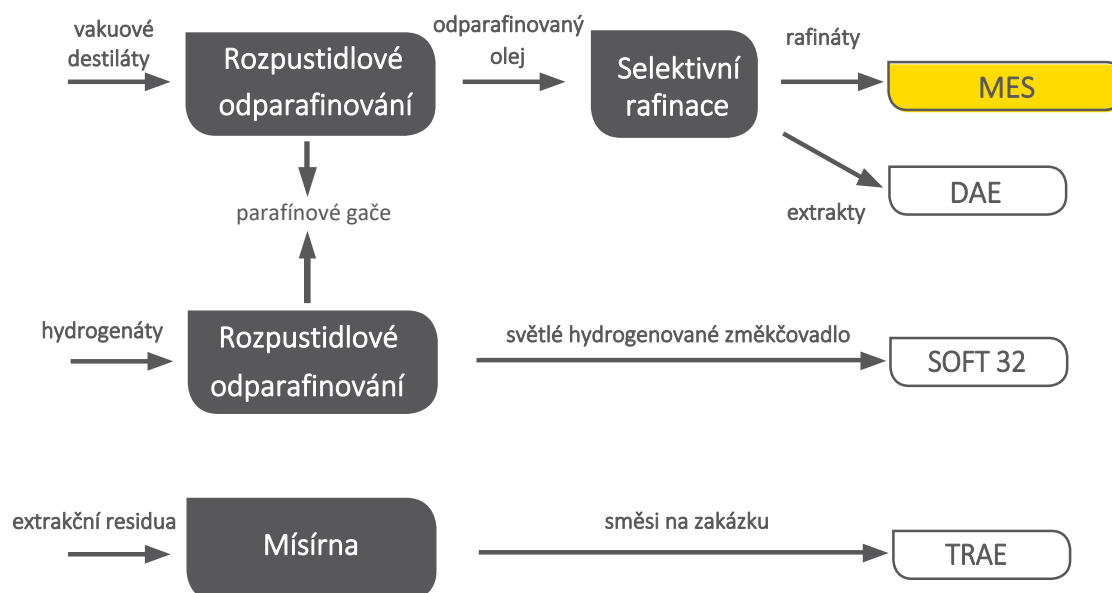 vakuové
destiláty
Rozpustidlové
odparafinování
odparafinovaný
olej
Selektivní
rafinace
rafináty
MES
extrakty
DAE
parafínové gače
hydrogenáty
Rozpustidlové
odparafinování
světlé hydrogenované změkčovadlo
SOFT 32
extrakční residua
Mísírna
směsi na zakázku
TRAE